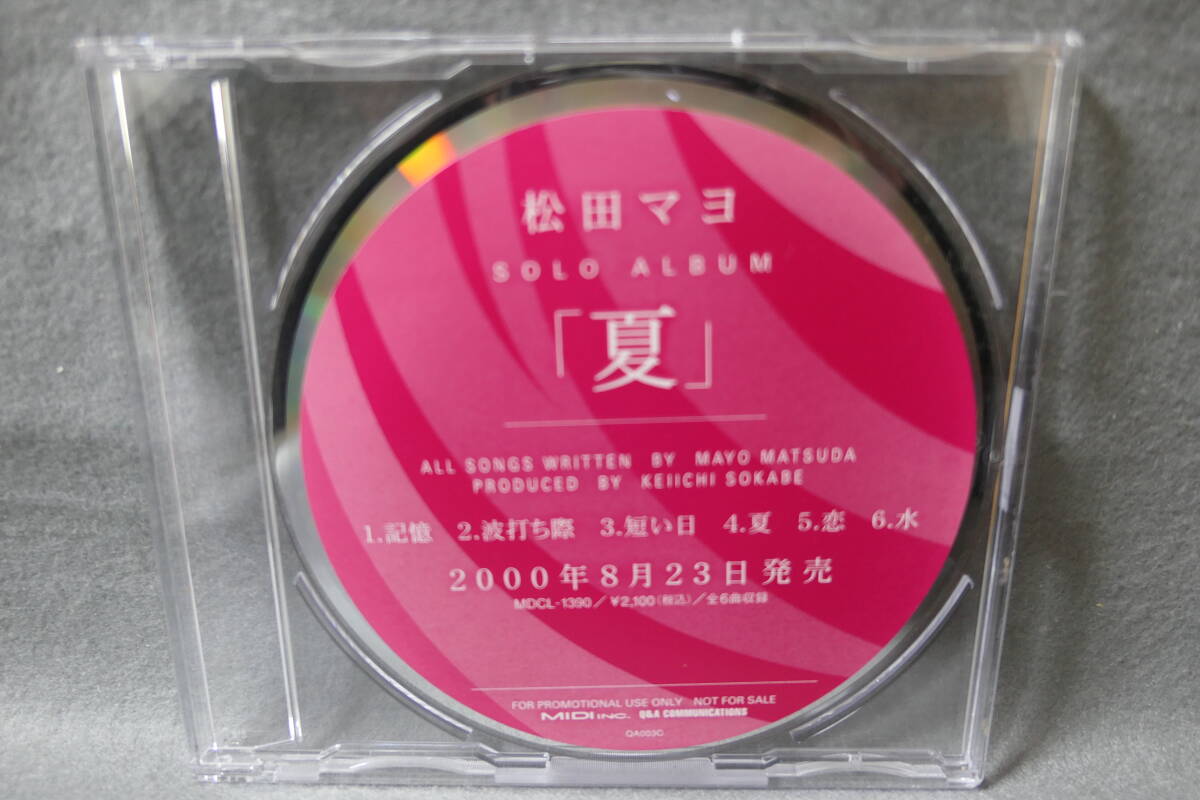 松田マヨ
SOLO ALBUM
「夏」
ALL SONGS WRITTEN BY MAYO MATSUDA
PRODUCED BY KEIICHI SOKABE
1.記憶 2.波打ち際 3.短い日 4.夏 5.恋 6.水
2000年8月23日発売
MDCL-1390／¥2,100(税込)／全6曲収録
FOR PROMOTIONAL USE ONLY NOT FOR SALE
MIDI INC. Q&A COMMUNICATIONS
QA003C